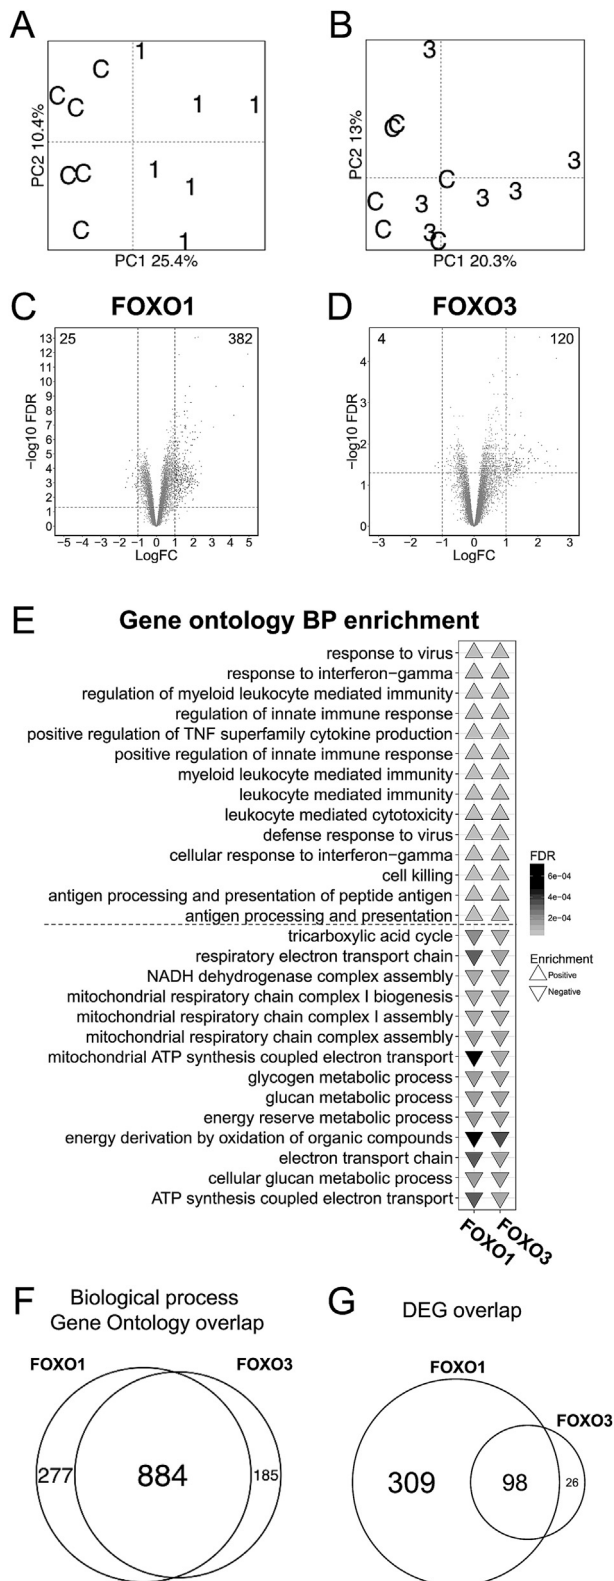 A
B
1
C
C
C
1
1
C
C
1
1
C
1
PC2 10.4%
PC1 25.4%
3
C
C
3
C
C
3
3
3
C
3
C
PC2 13%
PC1 20.3%
C
FOXO1
D
FOXO3
25
382
13
12
11
10
9
8
7
6
5
4
3
2
1
0
−log10 FDR
−5 −4 −3 −2 −1 0 1 2 3 4 5
LogFC
4
120
4
3
2
1
0
−log10 FDR
−3 −2 −1 0 1 2 3
LogFC
E
Gene ontology BP enrichment
response to virus
response to interferon−gamma
regulation of myeloid leukocyte mediated immunity
regulation of innate immune response
positive regulation of TNF superfamily cytokine production
positive regulation of innate immune response
myeloid leukocyte mediated immunity
leukocyte mediated immunity
leukocyte mediated cytotoxicity
defense response to virus
cellular response to interferon−gamma
cell killing
antigen processing and presentation of peptide antigen
antigen processing and presentation
tricarboxylic acid cycle
respiratory electron transport chain
NADH dehydrogenase complex assembly
mitochondrial respiratory chain complex I biogenesis
mitochondrial respiratory chain complex I assembly
mitochondrial respiratory chain complex assembly
mitochondrial ATP synthesis coupled electron transport
glycogen metabolic process
glucan metabolic process
energy reserve metabolic process
energy derivation by oxidation of organic compounds
electron transport chain
cellular glucan metabolic process
ATP synthesis coupled electron transport
FOXO1
FOXO3
FDR
6e−04
4e−04
2e−04
Enrichment
Positive
Negative
F
Biological process
Gene Ontology overlap
FOXO1
FOXO3
277
884
185
G
DEG overlap
FOXO1
FOXO3
309
98
26